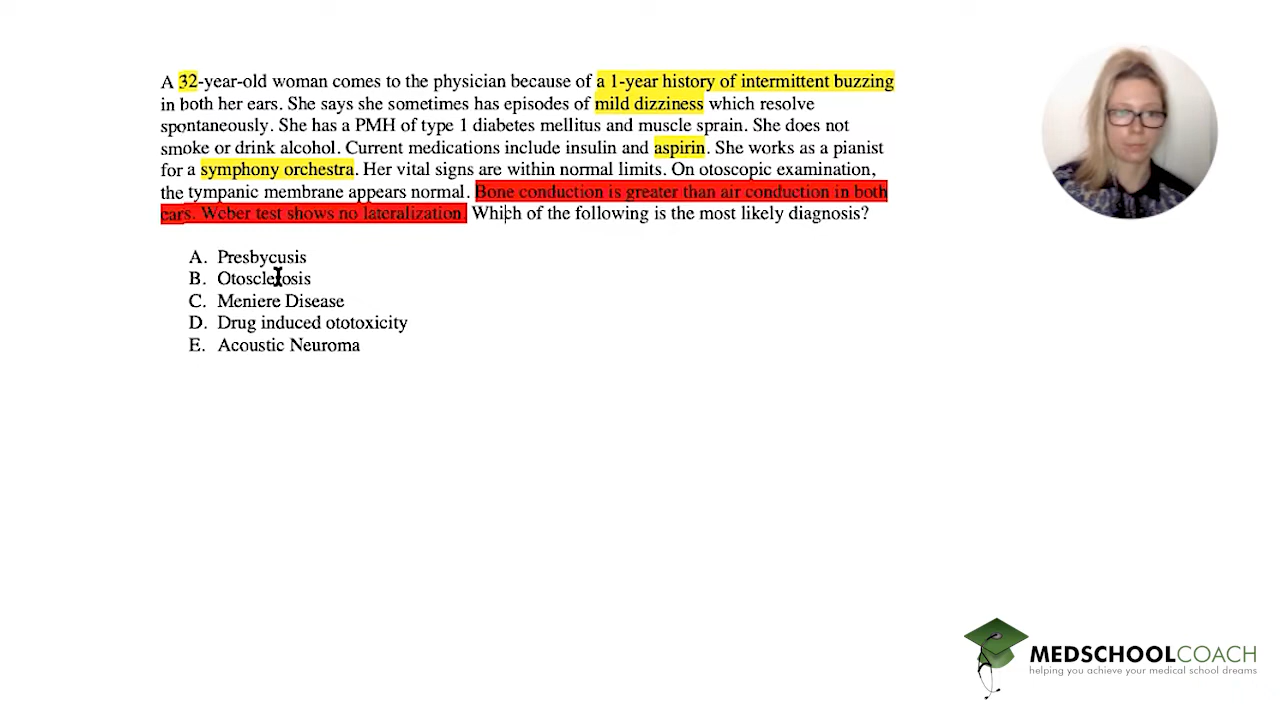 A 32-year-old woman comes to the physician because of a 1-year history of intermittent buzzing
in both her ears. She says she sometimes has episodes of mild dizziness which resolve
spontaneously. She has a PMH of type 1 diabetes mellitus and muscle sprain. She does not
smoke or drink alcohol. Current medications include insulin and aspirin. She works as a pianist
for a symphony orchestra. Her vital signs are within normal limits. On otoscopic examination,
the tympanic membrane appears normal. Bone conduction is greater than air conduction in both
ears. Weber test shows no lateralization. Which of the following is the most likely diagnosis?
A. Presbycusis
B. Otosclerosis
C. Meniere Disease
D. Drug induced ototoxicity
E. Acoustic Neuroma
MEDSCHOOLCOACH
helping you achieve your medical school dreams